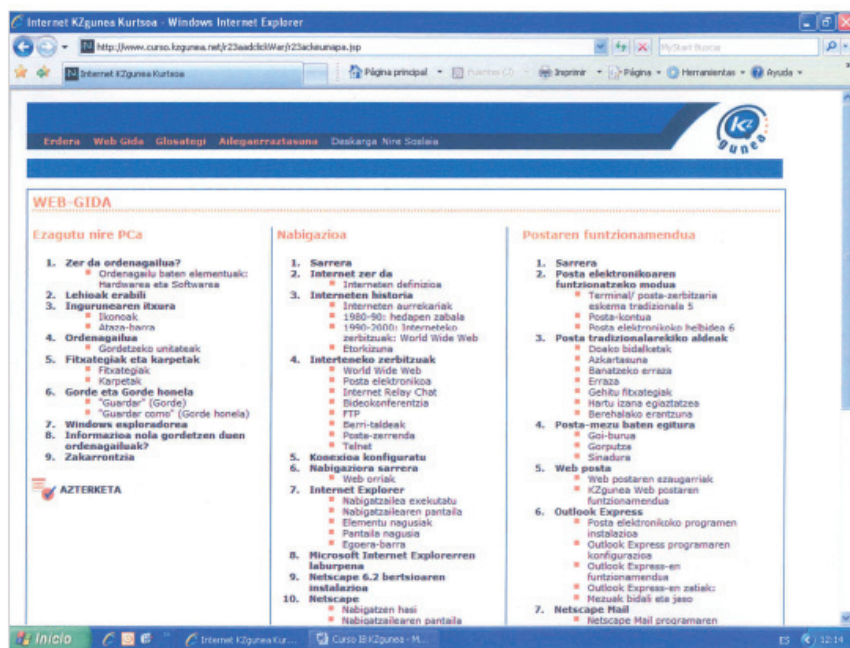 Internet KZgunea Kurtsoa - Windows Internet Explorer
http://www.curso.kzgunea.net/r23aadclickWar/r23ackeumapa.jsp
MyStart Buscar
Internet KZgunea Kurtsoa
Página principal
Fuentes (J)
Imprimir
Página
Herramientas
Ayuda
Erdera Web Gida Glosategi Ailegaerraztasuna Deskarga Nire Soslaia
Kz
gunea
WEB-GIDA
Ezagutu nire PCa
1. Zer da ordenagailua?
Ordenagailu baten elementuak:
Hardwarea eta Softwarea
2. Lehioak erabili
3. Ingurunearen itxura
Ikonoak
Ataza-barra
4. Ordenagailua
Gordetzeko unitateak
5. Fitxategiak eta karpetak
Fitxategiak
Karpetak
6. Gorde eta Gorde honela
"Guardar" (Gorde)
"Guardar como" (Gorde honela)
7. Windows esploradorea
8. Informazioa nola gordetzen duen
ordenagailuak?
9. Zakarrontzia
AZTERKETA
Nabigazioa
1. Sarrera
2. Internet zer da
Interneten definizioa
3. Interneten historia
Interneten aurrekariak
1980-90: hedapen zabala
1990-2000: Interneteko
zerbitzuak: World Wide Web
Etorkizuna
4. Interteneko zerbitzuak
World Wide Web
Posta elektronikoa
Internet Relay Chat
Bideokonferentzia
FTP
Berri-taldeak
Posta-zerrenda
Telnet
5. Konexioa konfiguratu
6. Nabigaziora sarrera
Web orriak
7. Internet Explorer
Nabigatzailea exekutatu
Nabigatzailearen pantaila
Elementu nagusiak
Pantaila nagusia
Egoera-barra
8. Microsoft Internet Explorerren
laburpena
9. Netscape 6.2 bertsioaren
instalazioa
10. Netscape
Nabigatzen hasi
Nabigatzailearen pantaila
Postaren funtzionamendua
1. Sarrera
2. Posta elektronikoaren
funtzionatzeko modua
Terminal/ posta-zerbitzaria
eskema tradizionala 5
Posta-kontua
Posta elektronikoko helbidea 6
3. Posta tradizionalarekiko aldeak
Doako bidalketak
Azkartasuna
Banatzeko erraza
Erraza
Gehitu fitxategiak
Hartu izana egiaztatzea
Berehalako erantzuna
4. Posta-mezu baten egitura
Goi-burua
Gorputza
Sinadura
5. Web posta
Web postaren ezaugarriak
KZgunea Web postaren
funtzionamendua
6. Outlook Express
Posta elektronikoko programen
instalazioa
Outlook Express programaren
konfigurazioa
Outlook Express-en
funtzionamendua
Outlook Express-en zatiak:
Mezuak bidali eta jaso
7. Netscape Mail
Netscape Mail programaren
Inicio
Internet KZgunea Kur...
Curso IB KZgunea - M...
ES
12:14